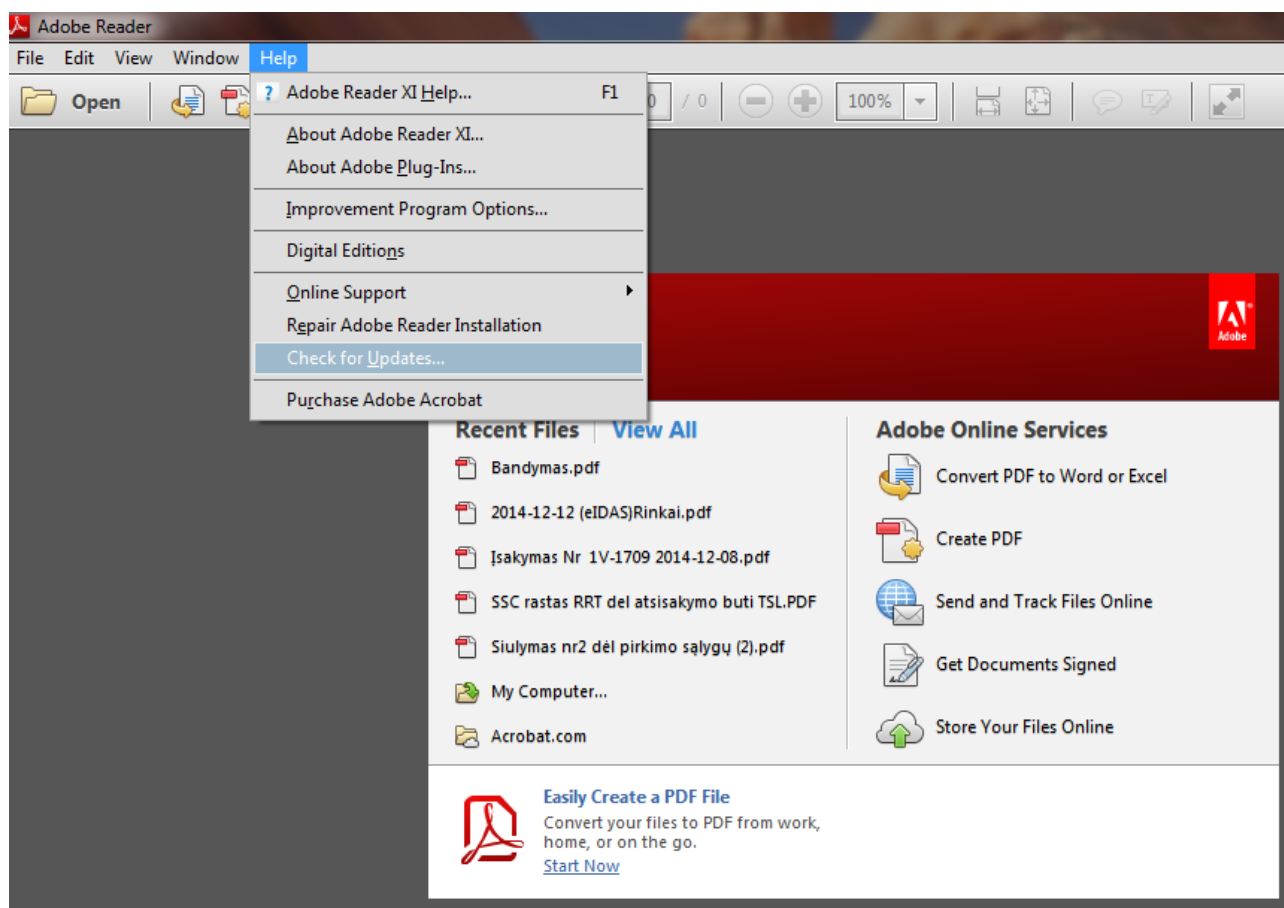 Adobe Reader
File Edit View Window Help
Open
0 / 0
100%
? Adobe Reader XI Help... F1
About Adobe Reader XI...
About Adobe Plug-Ins...
Improvement Program Options...
Digital Editions
Online Support
Repair Adobe Reader Installation
Check for Updates...
Purchase Adobe Acrobat
Adobe
Recent Files View All
Bandymas.pdf
2014-12-12 (eIDAS)Rinkai.pdf
Įsakymas Nr 1V-1709 2014-12-08.pdf
SSC rastas RRT del atsisakymo buti TSL.PDF
Siulymas nr2 dėl pirkimo sąlygų (2).pdf
My Computer...
Acrobat.com
Adobe Online Services
Convert PDF to Word or Excel
Create PDF
Send and Track Files Online
Get Documents Signed
Store Your Files Online
Easily Create a PDF File
Convert your files to PDF from work,
home, or on the go.
Start Now